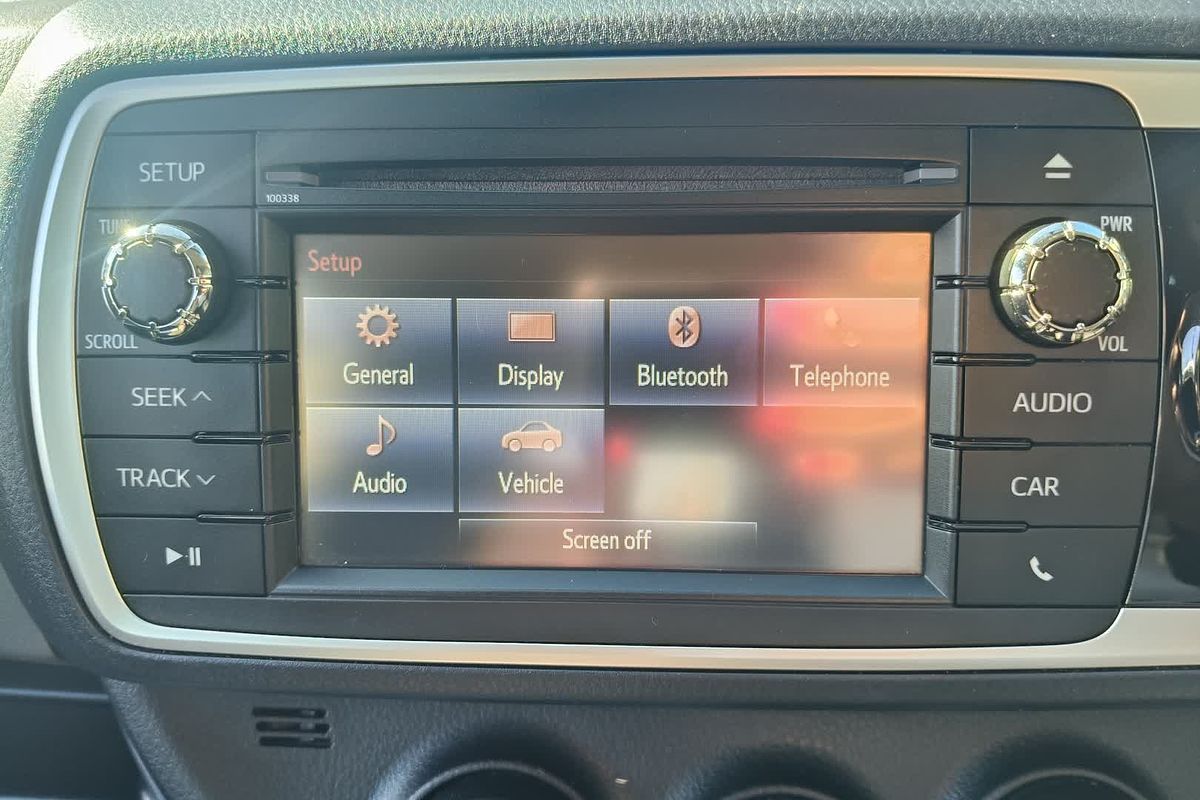 SETUP
100338
TUNE
SCROLL
SEEK
TRACK
Setup
General
Display
Bluetooth
Telephone
Audio
Vehicle
Screen off
PWR
VOL
AUDIO
CAR